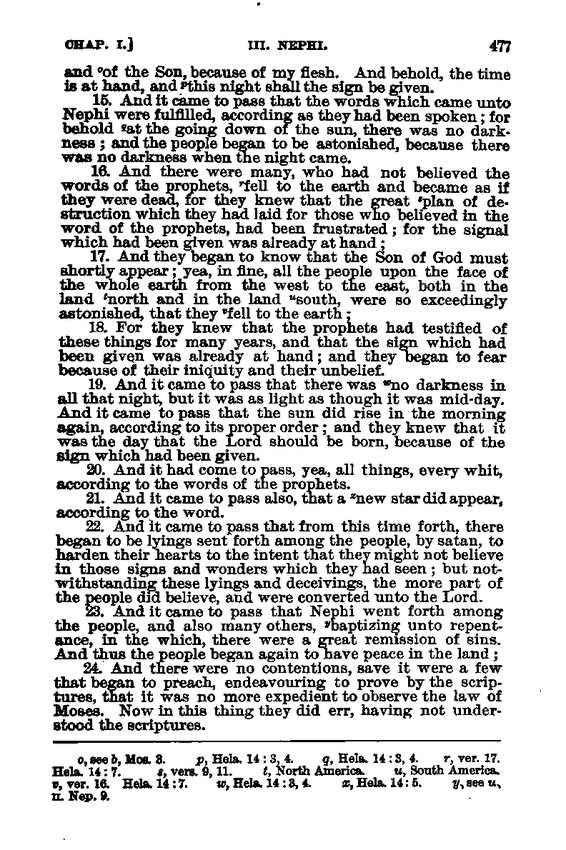 CHAP. I.] III. NEPHI. 477
and ᵒof the Son, because of my flesh. And behold, the time
is at hand, and ᵖthis night shall the sign be given.
15. And it came to pass that the words which came unto
Nephi were fulfilled, according as they had been spoken; for
behold ᑫat the going down of the sun, there was no dark-
ness; and the people began to be astonished, because there
was no darkness when the night came.
16. And there were many, who had not believed the
words of the prophets, ʳfell to the earth and became as if
they were dead, for they knew that the great ˢplan of de-
struction which they had laid for those who believed in the
word of the prophets, had been frustrated; for the signal
which had been given was already at hand;
17. And they began to know that the Son of God must
shortly appear; yea, in fine, all the people upon the face of
the whole earth from the west to the east, both in the
land ᵗnorth and in the land ᵘsouth, were so exceedingly
astonished, that they ᵛfell to the earth;
18. For they knew that the prophets had testified of
these things for many years, and that the sign which had
been given was already at hand; and they began to fear
because of their iniquity and their unbelief.
19. And it came to pass that there was ʷno darkness in
all that night, but it was as light as though it was mid-day.
And it came to pass that the sun did rise in the morning
again, according to its proper order; and they knew that it
was the day that the Lord should be born, because of the
sign which had been given.
20. And it had come to pass, yea, all things, every whit,
according to the words of the prophets.
21. And it came to pass also, that a ˣnew star did appear,
according to the word.
22. And it came to pass that from this time forth, there
began to be lyings sent forth among the people, by satan, to
harden their hearts to the intent that they might not believe
in those signs and wonders which they had seen; but not-
withstanding these lyings and deceivings, the more part of
the people did believe, and were converted unto the Lord.
23. And it came to pass that Nephi went forth among
the people, and also many others, ʸbaptizing unto repent-
ance, in the which, there were a great remission of sins.
And thus the people began again to have peace in the land;
24. And there were no contentions, save it were a few
that began to preach, endeavouring to prove by the scrip-
tures, that it was no more expedient to observe the law of
Moses. Now in this thing they did err, having not under-
stood the scriptures.
o, see b, Mos. 3. p, Hela. 14:3, 4. q, Hela. 14:3, 4. r, ver. 17.
Hela. 14:7. s, vers. 9, 11. t, North America. u, South America.
v, ver. 16. Hela. 14:7. w, Hela. 14:3, 4. x, Hela. 14:5. y, see u,
II. Nep. 9.